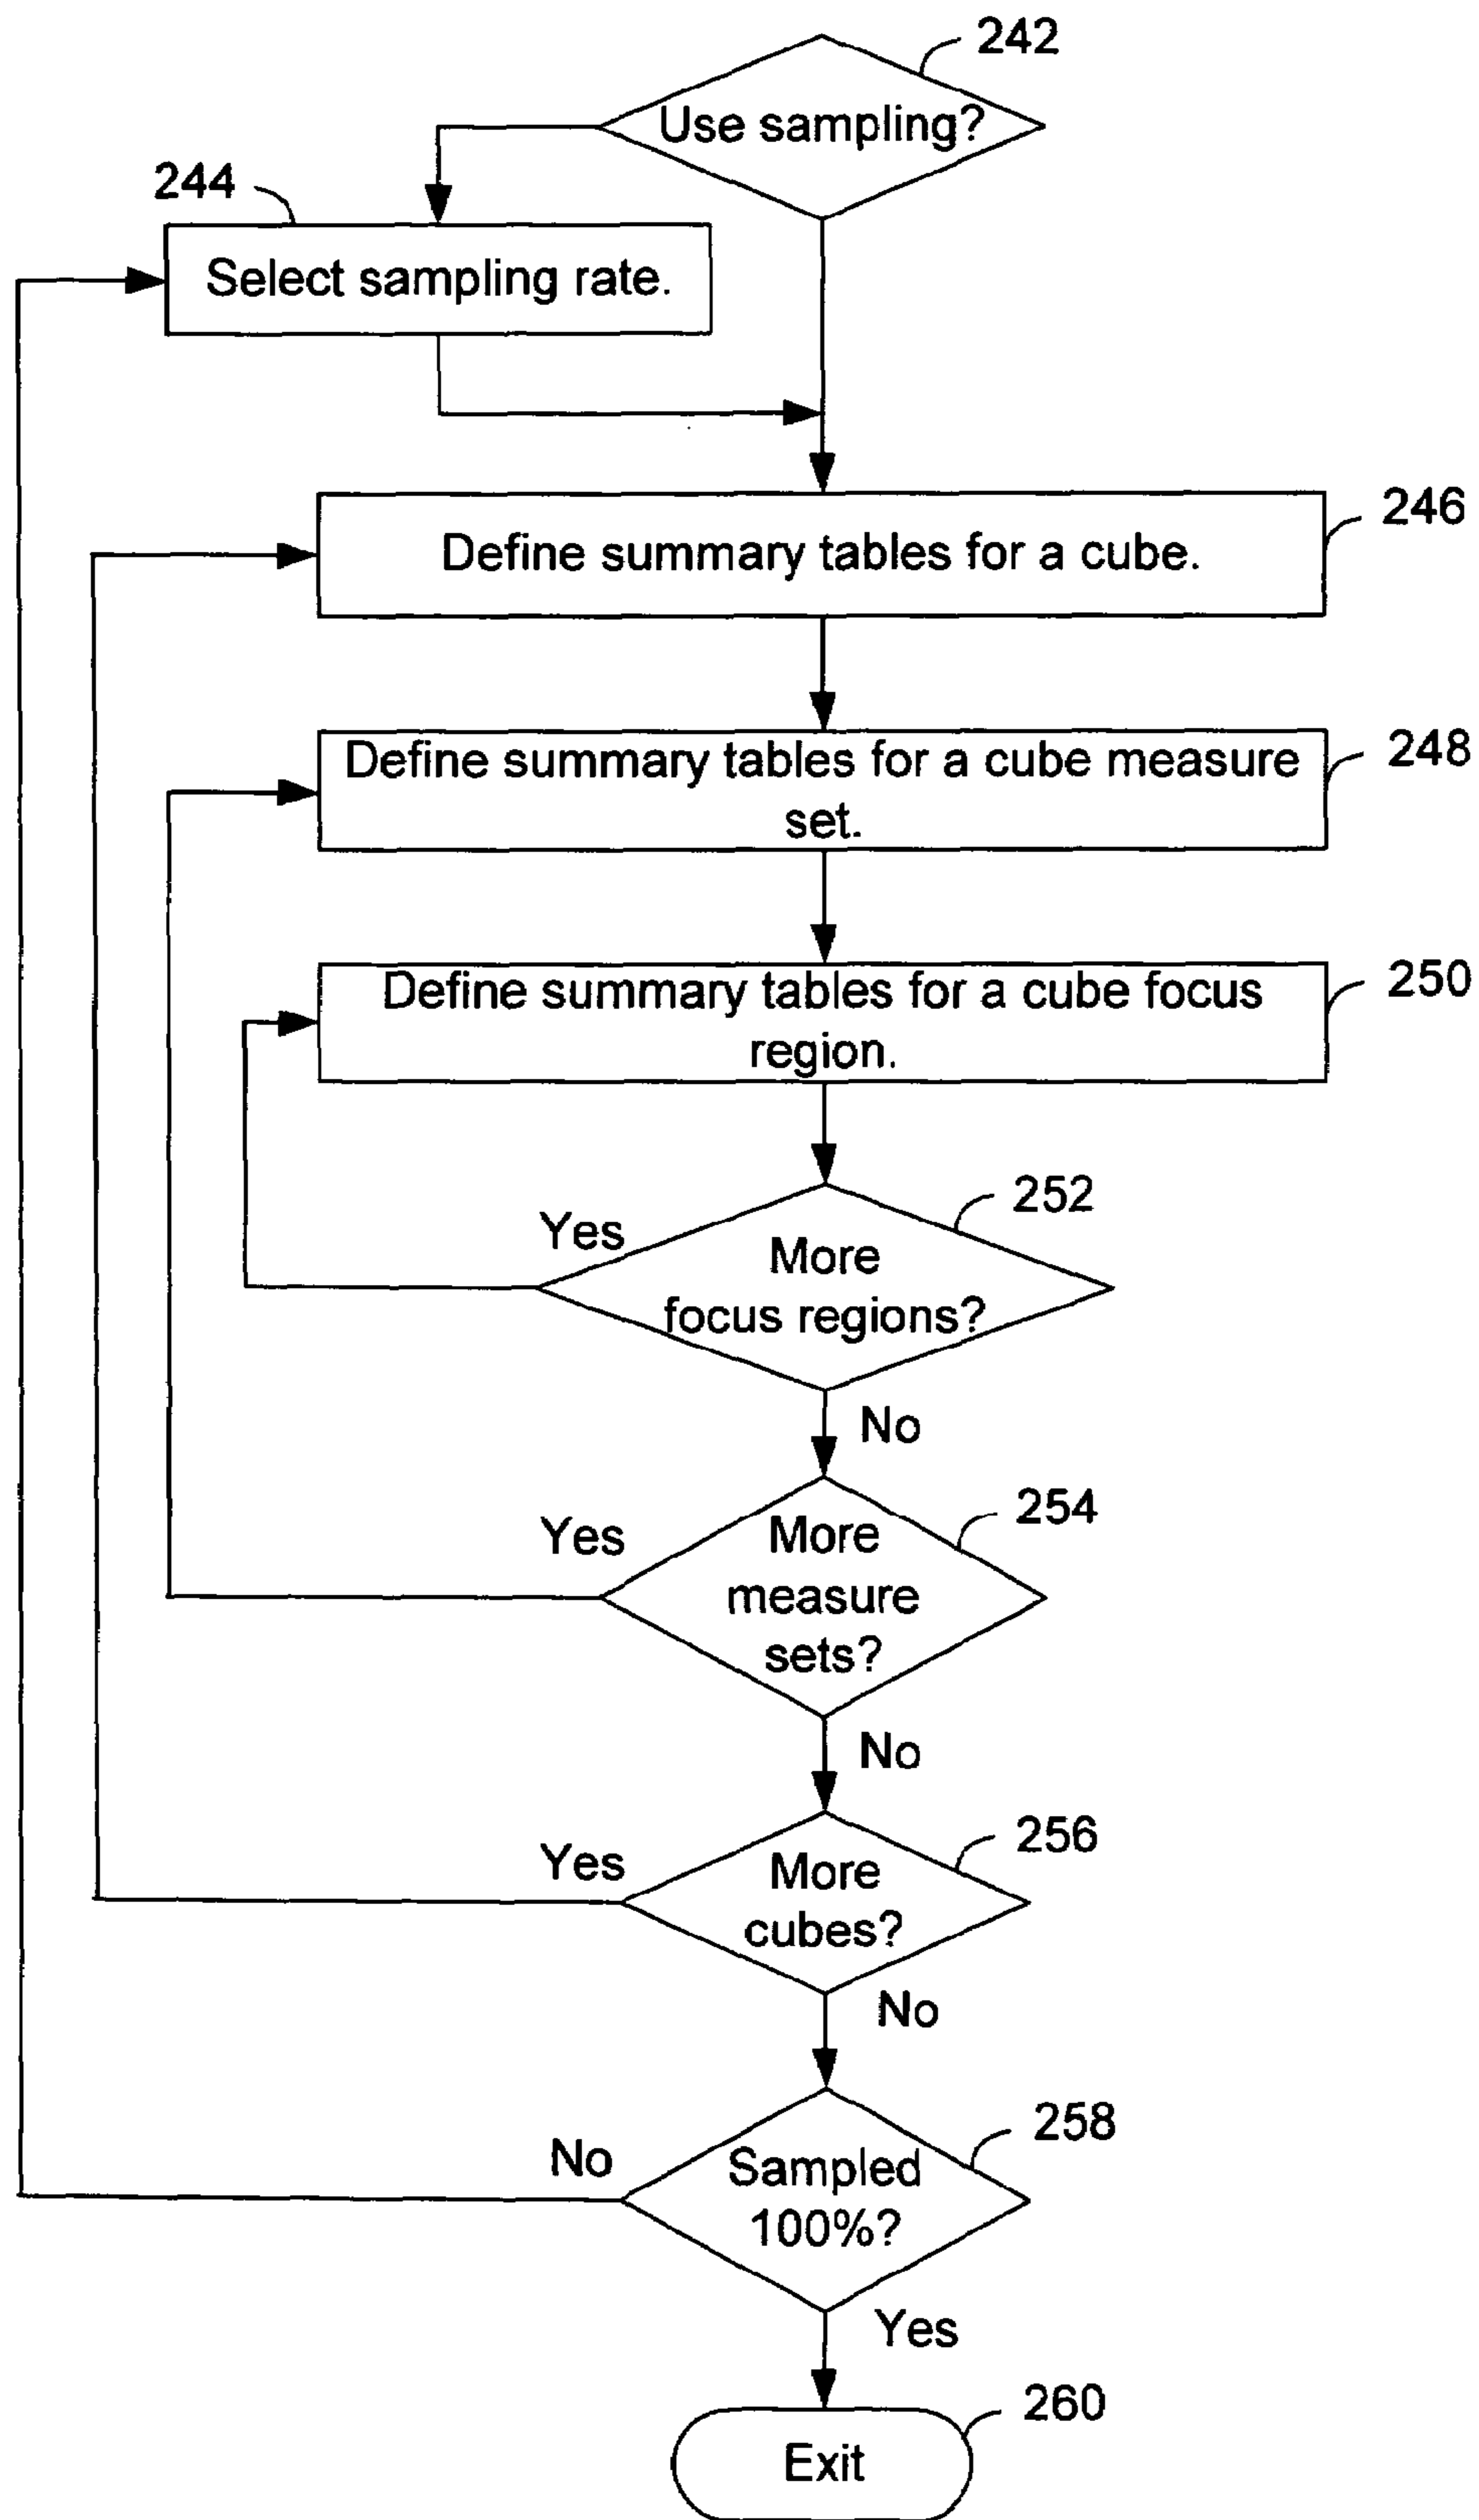 242
Use sampling?
244
Select sampling rate.
246
Define summary tables for a cube.
248
Define summary tables for a cube measure
set.
250
Define summary tables for a cube focus
region.
252
Yes
More
focus regions?
No
254
Yes
More
measure
sets?
No
256
Yes
More
cubes?
No
258
No
Sampled
100%?
Yes
260
Exit